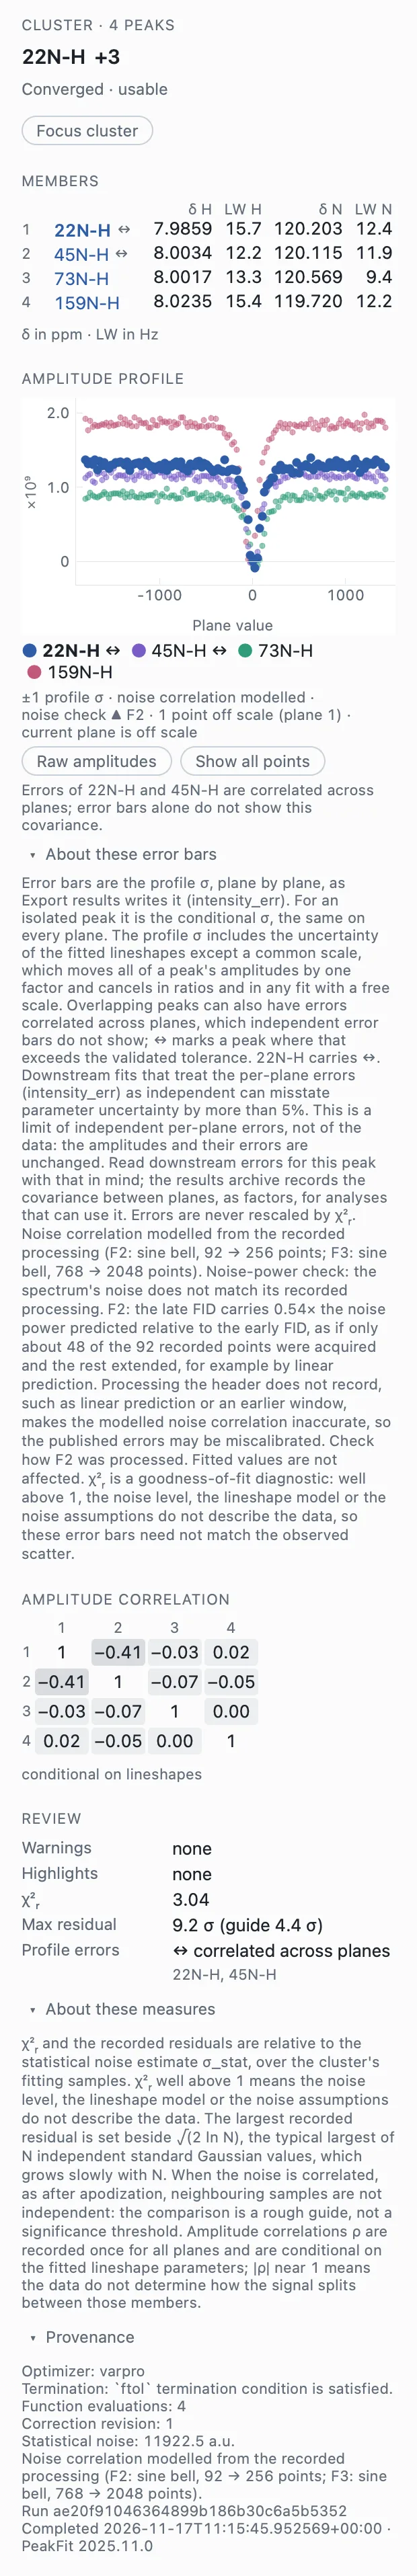 CLUSTER · 4 PEAKS
22N-H +3
Converged · usable
Focus cluster
MEMBERS
δ H LW H δ N LW N
1 22N-H ↔ 7.9859 15.7 120.203 12.4
2 45N-H ↔ 8.0034 12.2 120.115 11.9
3 73N-H 8.0017 13.3 120.569 9.4
4 159N-H 8.0235 15.4 119.720 12.2
δ in ppm · LW in Hz
AMPLITUDE PROFILE
2.0
1.0
0
×10⁹
-1000 0 1000
Plane value
22N-H ↔ 45N-H ↔ 73N-H
159N-H
±1 profile σ · noise correlation modelled ·
noise check ▲ F2 · 1 point off scale (plane 1) ·
current plane is off scale
Raw amplitudes Show all points
Errors of 22N-H and 45N-H are correlated across
planes; error bars alone do not show this
covariance.
▾ About these error bars
Error bars are the profile σ, plane by plane, as
Export results writes it (intensity_err). For an
isolated peak it is the conditional σ, the same on
every plane. The profile σ includes the uncertainty
of the fitted lineshapes except a common scale,
which moves all of a peak's amplitudes by one
factor and cancels in ratios and in any fit with a free
scale. Overlapping peaks can also have errors
correlated across planes, which independent error
bars do not show; ↔ marks a peak where that
exceeds the validated tolerance. 22N-H carries ↔.
Downstream fits that treat the per-plane errors
(intensity_err) as independent can misstate
parameter uncertainty by more than 5%. This is a
limit of independent per-plane errors, not of the
data: the amplitudes and their errors are
unchanged. Read downstream errors for this peak
with that in mind; the results archive records the
covariance between planes, as factors, for analyses
that can use it. Errors are never rescaled by χ²ᵣ.
Noise correlation modelled from the recorded
processing (F2: sine bell, 92 → 256 points; F3: sine
bell, 768 → 2048 points). Noise-power check: the
spectrum's noise does not match its recorded
processing. F2: the late FID carries 0.54× the noise
power predicted relative to the early FID, as if only
about 48 of the 92 recorded points were acquired
and the rest extended, for example by linear
prediction. Processing the header does not record,
such as linear prediction or an earlier window,
makes the modelled noise correlation inaccurate, so
the published errors may be miscalibrated. Check
how F2 was processed. Fitted values are not
affected. χ²ᵣ is a goodness-of-fit diagnostic: well
above 1, the noise level, the lineshape model or the
noise assumptions do not describe the data, so
these error bars need not match the observed
scatter.
AMPLITUDE CORRELATION
1 2 3 4
1 1 −0.41 −0.03 0.02
2 −0.41 1 −0.07 −0.05
3 −0.03 −0.07 1 0.00
4 0.02 −0.05 0.00 1
conditional on lineshapes
REVIEW
Warnings none
Highlights none
χ²ᵣ 3.04
Max residual 9.2 σ (guide 4.4 σ)
Profile errors ↔ correlated across planes
22N-H, 45N-H
▾ About these measures
χ²ᵣ and the recorded residuals are relative to the
statistical noise estimate σ_stat, over the cluster's
fitting samples. χ²ᵣ well above 1 means the noise
level, the lineshape model or the noise assumptions
do not describe the data. The largest recorded
residual is set beside √(2 ln N), the typical largest of
N independent standard Gaussian values, which
grows slowly with N. When the noise is correlated,
as after apodization, neighbouring samples are not
independent: the comparison is a rough guide, not a
significance threshold. Amplitude correlations ρ are
recorded once for all planes and are conditional on
the fitted lineshape parameters; |ρ| near 1 means
the data do not determine how the signal splits
between those members.
▾ Provenance
Optimizer: varpro
Termination: `ftol` termination condition is satisfied.
Function evaluations: 4
Correction revision: 1
Statistical noise: 11922.5 a.u.
Noise correlation modelled from the recorded
processing (F2: sine bell, 92 → 256 points; F3: sine
bell, 768 → 2048 points).
Run ae20f91046364899b186b30c6a5b5352
Completed 2026-11-17T11:15:45.952569+00:00 ·
PeakFit 2025.11.0